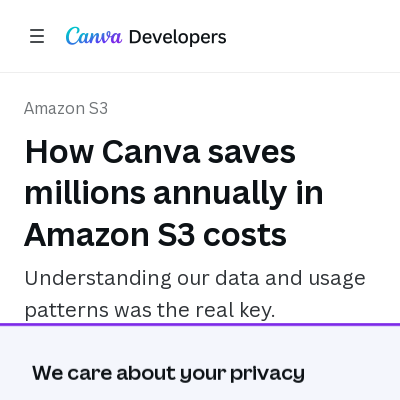 Canva Developers
Amazon S3
How Canva saves
millions annually in
Amazon S3 costs
Understanding our data and usage
patterns was the real key.
We care about your privacy